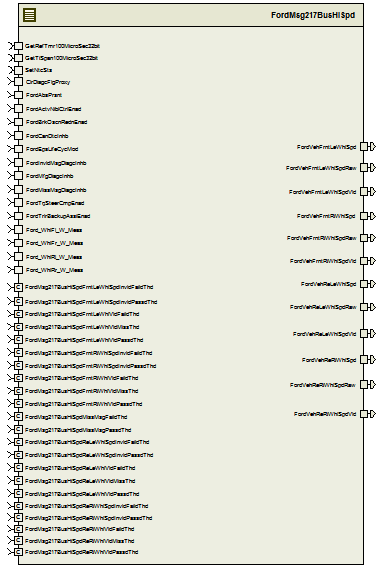 FordMsg217BusHiSpd
GetRefTmr100MicroSec32bit
GetTiSpan100MicroSec32bit
SetNtcSts
ClrDiagcFlgProxy
FordAbsPrsnt
FordActvNiblCtrlEnad
FordBrkOscnRednEnad
FordCanDtcInhb
FordEpsLifeCycMod
FordInvldMsgDiagcInhb
FordMfgDiagcInhb
FordMissMsgDiagcInhb
FordTqSteerCmpEnad
FordTrlrBackupAssiEnad
Ford_WhlFl_W_Meas
Ford_WhlFr_W_Meas
Ford_WhlRl_W_Meas
Ford_WhlRr_W_Meas
FordMsg217BusHiSpdFrntLeWhlSpdInvldFaildThd
FordMsg217BusHiSpdFrntLeWhlSpdInvldPassdThd
FordMsg217BusHiSpdFrntLeWhlVldFaildThd
FordMsg217BusHiSpdFrntLeWhlVldMissThd
FordMsg217BusHiSpdFrntLeWhlVldPassdThd
FordMsg217BusHiSpdFrntRiWhlSpdInvldFaildThd
FordMsg217BusHiSpdFrntRiWhlSpdInvldPassdThd
FordMsg217BusHiSpdFrntRiWhlVldFaildThd
FordMsg217BusHiSpdFrntRiWhlVldMissThd
FordMsg217BusHiSpdFrntRiWhlVldPassdThd
FordMsg217BusHiSpdMissMsgFaildThd
FordMsg217BusHiSpdMissMsgPassdThd
FordMsg217BusHiSpdReLeWhlSpdInvldFaildThd
FordMsg217BusHiSpdReLeWhlSpdInvldPassdThd
FordMsg217BusHiSpdReLeWhlVldFaildThd
FordMsg217BusHiSpdReLeWhlVldMissThd
FordMsg217BusHiSpdReLeWhlVldPassdThd
FordMsg217BusHiSpdReRiWhlSpdInvldFaildThd
FordMsg217BusHiSpdReRiWhlSpdInvldPassdThd
FordMsg217BusHiSpdReRiWhlVldFaildThd
FordMsg217BusHiSpdReRiWhlVldMissThd
FordMsg217BusHiSpdReRiWhlVldPassdThd
FordVehFrntLeWhlSpd
FordVehFrntLeWhlSpdRaw
FordVehFrntLeWhlSpdVld
FordVehFrntRiWhlSpd
FordVehFrntRiWhlSpdRaw
FordVehFrntRiWhlSpdVld
FordVehReLeWhlSpd
FordVehReLeWhlSpdRaw
FordVehReLeWhlSpdVld
FordVehReRiWhlSpd
FordVehReRiWhlSpdRaw
FordVehReRiWhlSpdVld